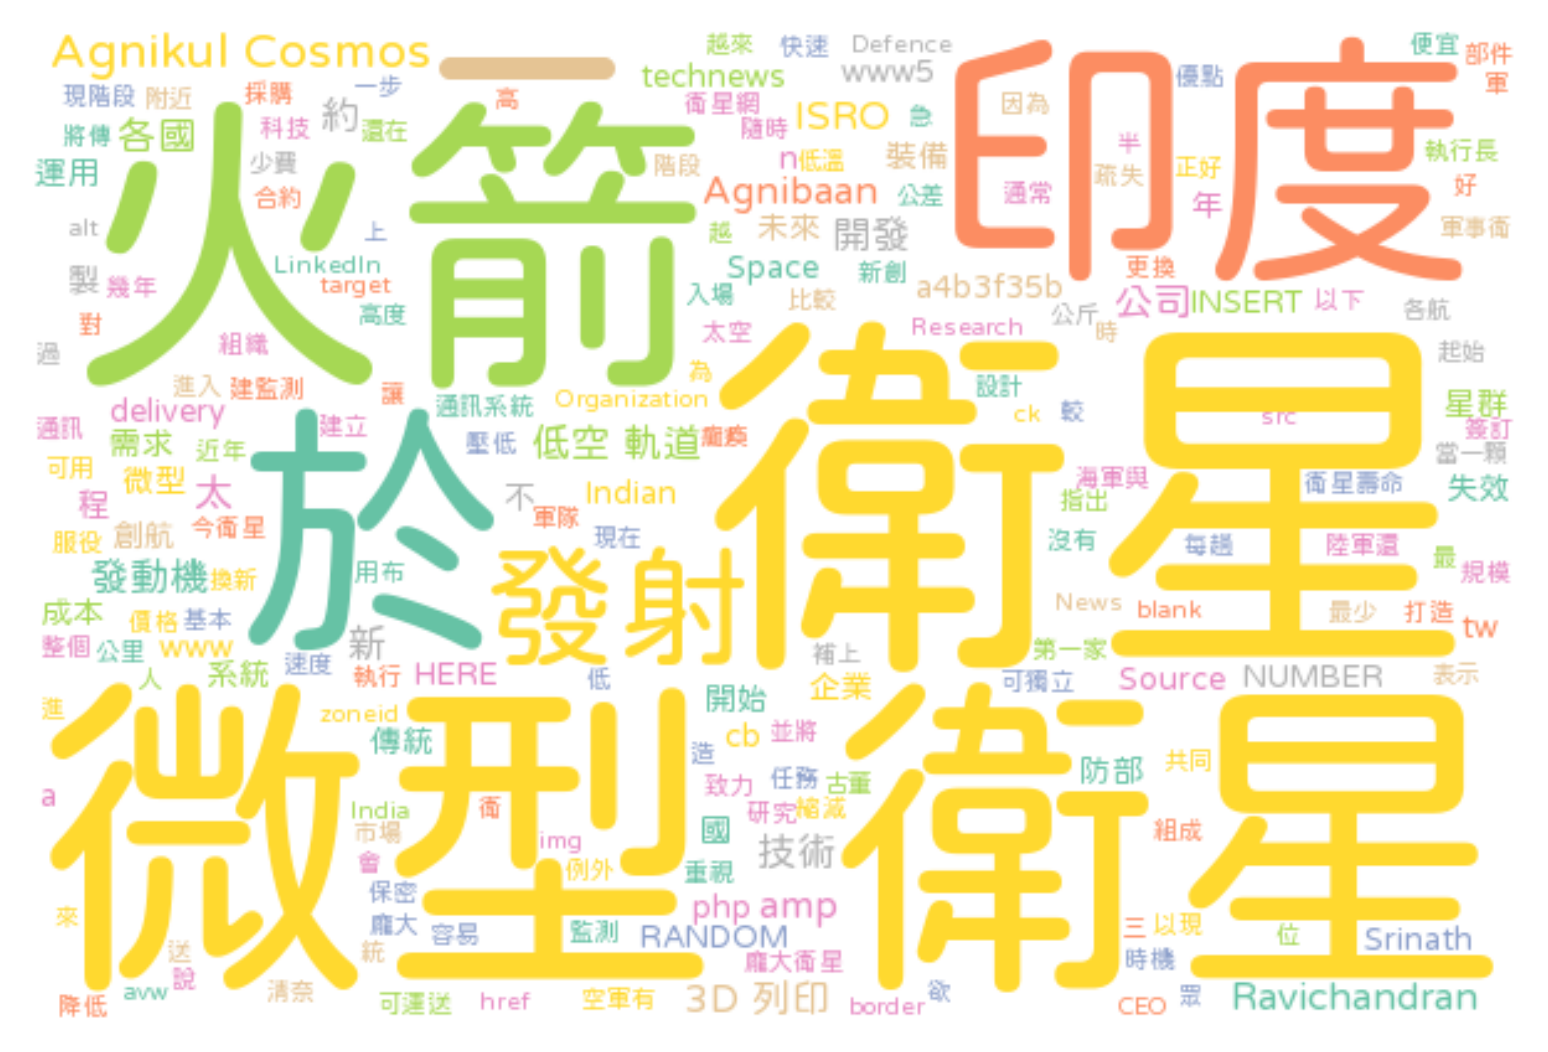 Agnikul Cosmos
一
越來
快速
Defence
便宜
部件
technews
www5
優點
軍
現階段
附近
採購
一步
高
衛星網
ISRO
急
因為
印度
將傳
各國
科技
約
還在
隨時
半
執行長
火箭
運用
少費
階段
n
低溫
裝備
疏失
正好
合約
Agnibaan
公差
通常
年
好
alt
上
越
未來
開發
軍事衛
LinkedIn
Space
新創
更換
製
幾年
target
入場
比較
a4b3f35b
公司
INSERT
以下
對
高度
太空
Research
公斤
時
各航
過
組織
起始
進入
建監測
讓
為
設計
衛星
通訊
delivery
建立
通訊系統
Organization
ck
較
src
星群
簽訂
需求
近年
於
壓低
低空
軌道
癱瘓
當一顆
可用
微型
太
不
Indian
海軍與
衛星壽命
失效
程
指出
服役
創航
今衛星
軍隊
現在
沒有
每趟
陸軍還
最
發動機
換新
用布
發射
規模
成本
價格
基本
News
blank
最少
打造
tw
整個
公里
www
新
補上
第一家
人
系統
速度
執行
HERE
低
企業
可獨立
Source
NUMBER
表示
進
zoneid
開始
傳統
cb
並將
微型
衛星
造
防部
共同
a
致力
任務
古董
India
衛
研究
縮減
市場
img
國
技術
組成
會
例外
重視
保密
php
amp
來
龐大
容易
監測
RANDOM
三
以現
位
Srinath
送
統
龐大衛星
時機
說
降低
avw
清奈
可運送
href
空軍有
3D
列印
border
欲
CEO
眾
Ravichandran